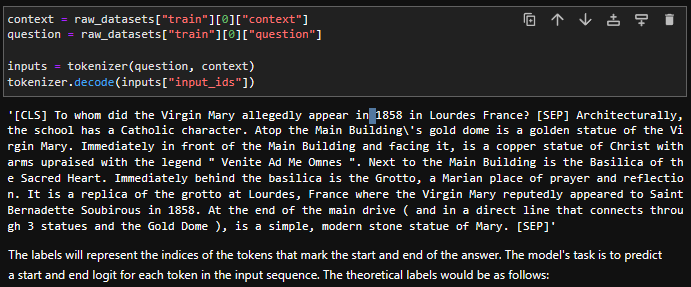 context = raw_datasets["train"][0]["context"]
question = raw_datasets["train"][0]["question"]
inputs = tokenizer(question, context)
tokenizer.decode(inputs["input_ids"])
'[CLS] To whom did the Virgin Mary allegedly appear in 1858 in Lourdes France? [SEP] Architecturally,
the school has a Catholic character. Atop the Main Building\'s gold dome is a golden statue of the Vi
rgin Mary. Immediately in front of the Main Building and facing it, is a copper statue of Christ with
arms upraised with the legend " Venite Ad Me Omnes ". Next to the Main Building is the Basilica of th
e Sacred Heart. Immediately behind the basilica is the Grotto, a Marian place of prayer and reflectio
n. It is a replica of the grotto at Lourdes, France where the Virgin Mary reputedly appeared to Saint
Bernadette Soubirous in 1858. At the end of the main drive ( and in a direct line that connects throu
gh 3 statues and the Gold Dome ), is a simple, modern stone statue of Mary. [SEP]'
The labels will represent the indices of the tokens that mark the start and end of the answer. The model's task is to predict
a start and end logit for each token in the input sequence. The theoretical labels would be as follows: